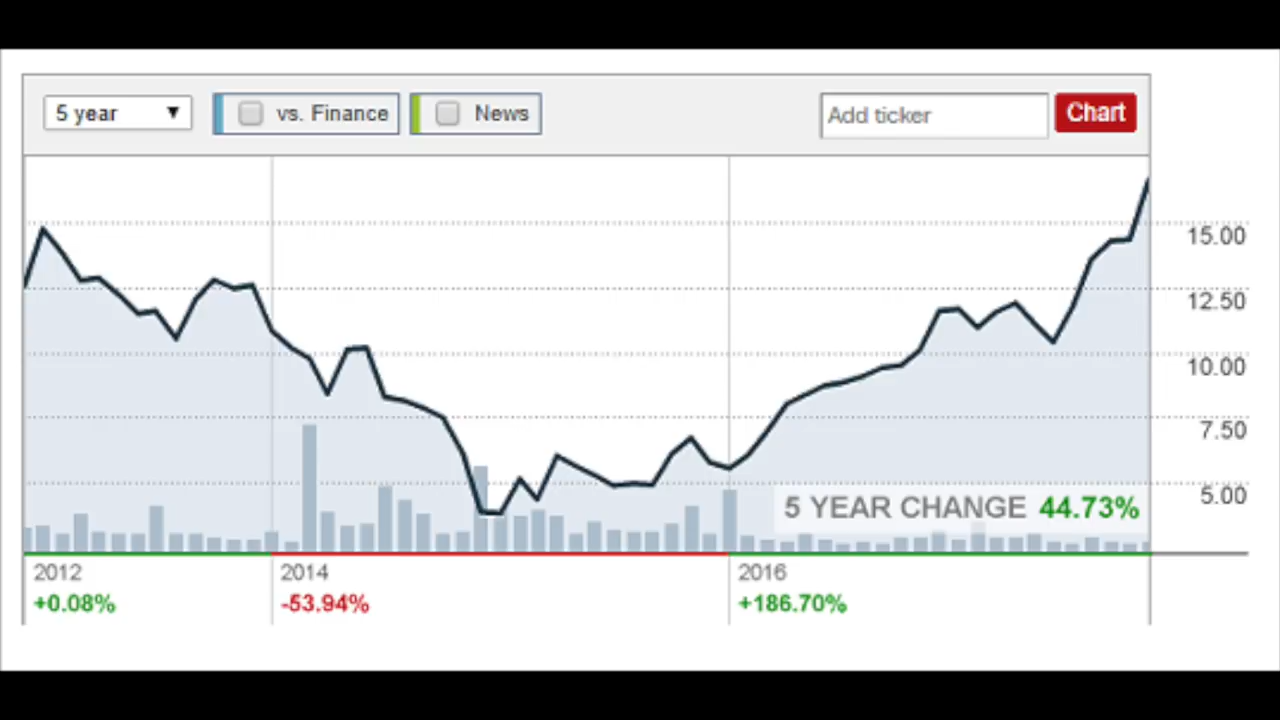 5 year vs. Finance News Add ticker Chart
15.00
12.50
10.00
7.50
5.00
5 YEAR CHANGE 44.73%
2012 2014 2016
+0.08% -53.94% +186.70%